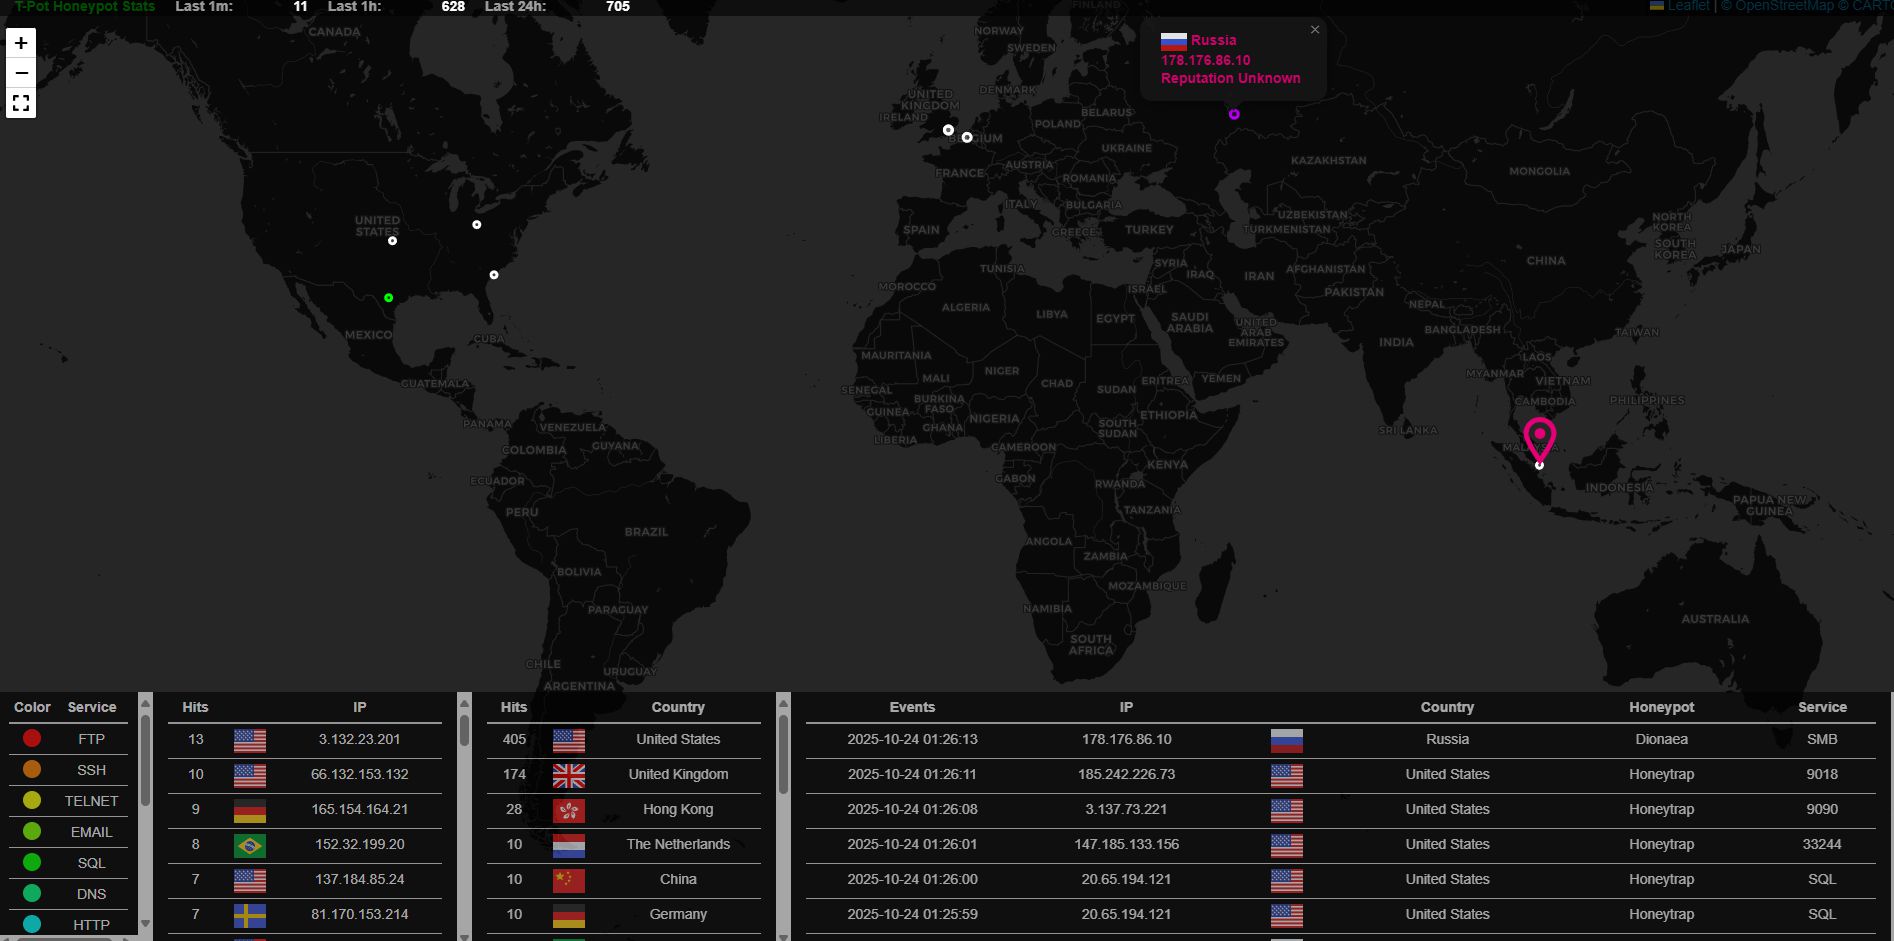 T-Pot Honeypot Stats Last 1m: 11 Last 1h: 628 Last 24h: 705
Leaflet | © OpenStreetMap © CARTO
+
−
× 
Russia
178.176.86.10
Reputation Unknown
FINLAND
CANADA
NORWAY
SWEDEN
DENMARK
UNITED
KINGDOM
IRELAND
BELARUS
POLAND
BELGIUM
UKRAINE
KAZAKHSTAN
AUSTRIA
FRANCE
ROMANIA
MONGOLIA
ITALY
BULGARIA
UNITED
STATES
SPAIN
GREECE
TURKEY
UZBEKISTAN
TURKMENISTAN
NORTH
KOREA
SOUTH
KOREA
JAPAN
TUNISIA
SYRIA
IRAQ
IRAN
AFGHANISTAN
CHINA
MOROCCO
ISRAEL
PAKISTAN
ALGERIA
LIBYA
EGYPT
SAUDI
ARABIA
UNITED
ARAB
EMIRATES
NEPAL
BANGLADESH
INDIA
TAIWAN
MEXICO
CUBA
MAURITANIA
MALI
NIGER
CHAD
SUDAN
ERITREA
YEMEN
LAOS
MYANMAR
VIETNAM
GUATEMALA
SENEGAL
BURKINA
FASO
GUINEA
GHANA
NIGERIA
ETHIOPIA
CAMBODIA
PHILIPPINES
PANAMA
VENEZUELA
LIBERIA
SOUTH
SUDAN
CAMEROON
SRI LANKA
COLOMBIA
GUYANA
MALAYSIA
ECUADOR
GABON
KENYA
RWANDA
INDONESIA
PERU
TANZANIA
PAPUA NEW
GUINEA
BRAZIL
ANGOLA
ZAMBIA
BOLIVIA
MOZAMBIQUE
PARAGUAY
NAMIBIA
AUSTRALIA
SOUTH
AFRICA
CHILE
URUGUAY
ARGENTINA
Color Service
FTP
SSH
TELNET
EMAIL
SQL
DNS
HTTP
Hits IP
13 3.132.23.201
10 66.132.153.132
9 165.154.164.21
8 152.32.199.20
7 137.184.85.24
7 81.170.153.214
Hits Country
405 United States
174 United Kingdom
28 Hong Kong
10 The Netherlands
10 China
10 Germany
Events IP Country Honeypot Service
2025-10-24 01:26:13 178.176.86.10 Russia Dionaea SMB
2025-10-24 01:26:11 185.242.226.73 United States Honeytrap 9018
2025-10-24 01:26:08 3.137.73.221 United States Honeytrap 9090
2025-10-24 01:26:01 147.185.133.156 United States Honeytrap 33244
2025-10-24 01:26:00 20.65.194.121 United States Honeytrap SQL
2025-10-24 01:25:59 20.65.194.121 United States Honeytrap SQL